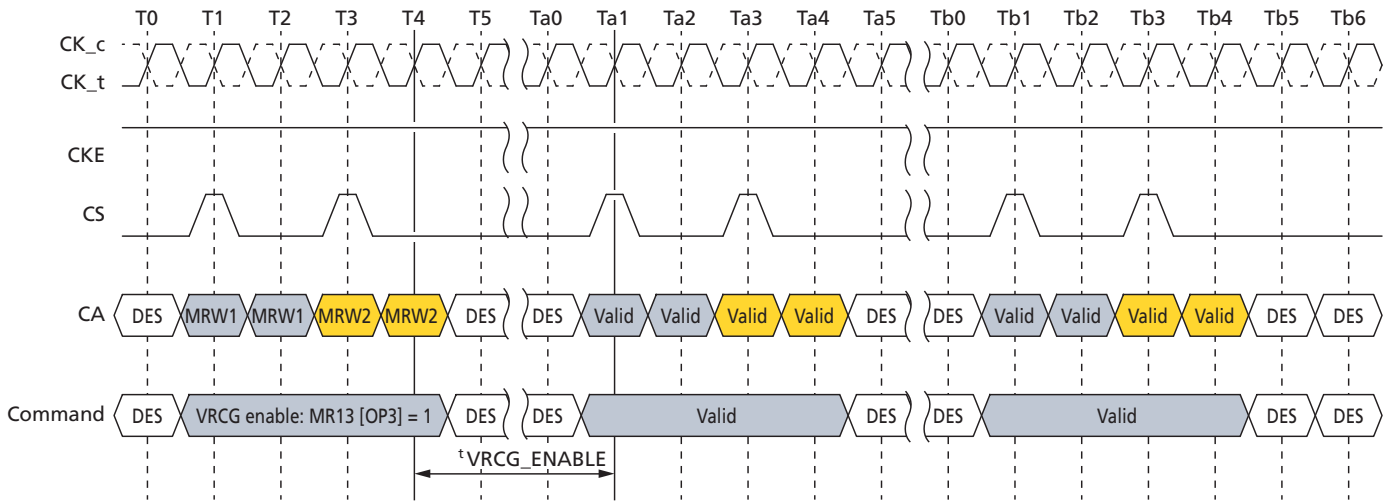 T0 T1 T2 T3 T4 T5 Ta0 Ta1 Ta2 Ta3 Ta4 Ta5 Tb0 Tb1 Tb2 Tb3 Tb4 Tb5 Tb6
CK_c
CK_t
CKE
CS
CA DES MRW1 MRW1 MRW2 MRW2 DES DES Valid Valid Valid Valid DES DES Valid Valid Valid Valid DES DES
Command DES VRCG enable: MR13 [OP3] = 1 DES DES Valid DES DES Valid DES DES
tVRCG_ENABLE